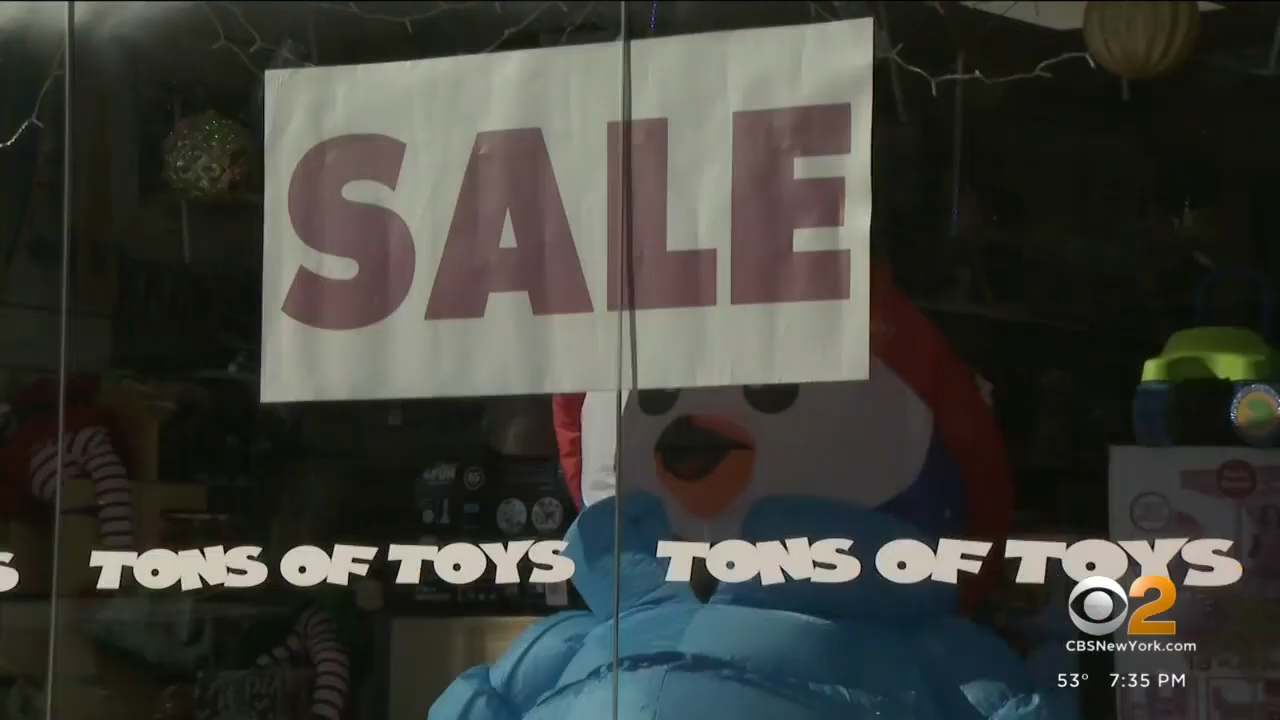 SALE
S TONS OF TOYS TONS OF TOYS
2
CBSNewYork.com
53° 7:35 PM